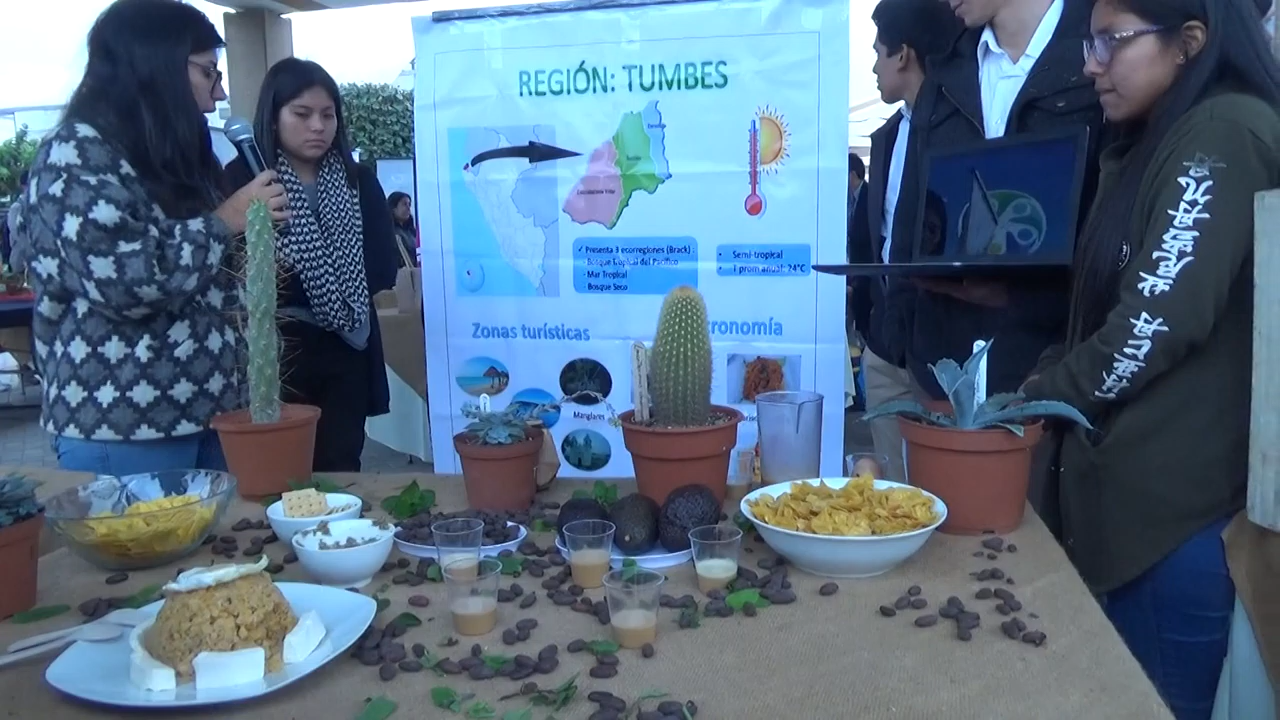 REGIÓN: TUMBES
✓ Presenta 3 ecorregiones (Brack) :
- Bosque Tropical del Pacífico
- Mar Tropical
- Bosque Seco
• Semi-tropical
• T prom anual: 24°C
Zonas turísticas
Manglares